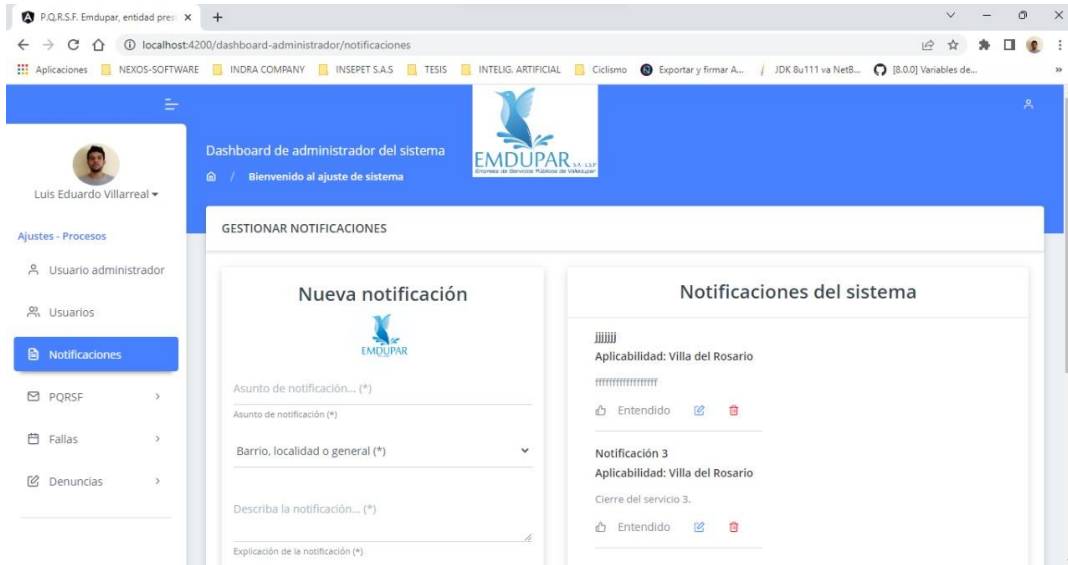 P.Q.R.S.F. Emdupar, entidad pres
localhost:4200/dashboard-administrador/notificaciones
Aplicaciones NEXOS-SOFTWARE INDRA COMPANY INSEPET S.A.S TESIS INTELIG. ARTIFICIAL Ciclismo Exportar y firmar A... JDK 8u111 va NetB... [8.0.0] Variables de... »
EMDUPAR S.A. E.S.P
Empresa de Servicios Públicos de Valledupar
Dashboard de administrador del sistema
/ Bienvenido al ajuste de sistema
Luis Eduardo Villarreal
Ajustes - Procesos
Usuario administrador
Usuarios
Notificaciones
PQRSF
Fallas
Denuncias
GESTIONAR NOTIFICACIONES
Nueva notificación
EMDUPAR
Asunto de notificación... (*)
Asunto de notificación (*)
Barrio, localidad o general (*)
Describa la notificación... (*)
Explicación de la notificación (*)
Notificaciones del sistema
jjjjjjj
Aplicabilidad: Villa del Rosario
Entendido
Notificación 3
Aplicabilidad: Villa del Rosario
Cierre del servicio 3.
Entendido